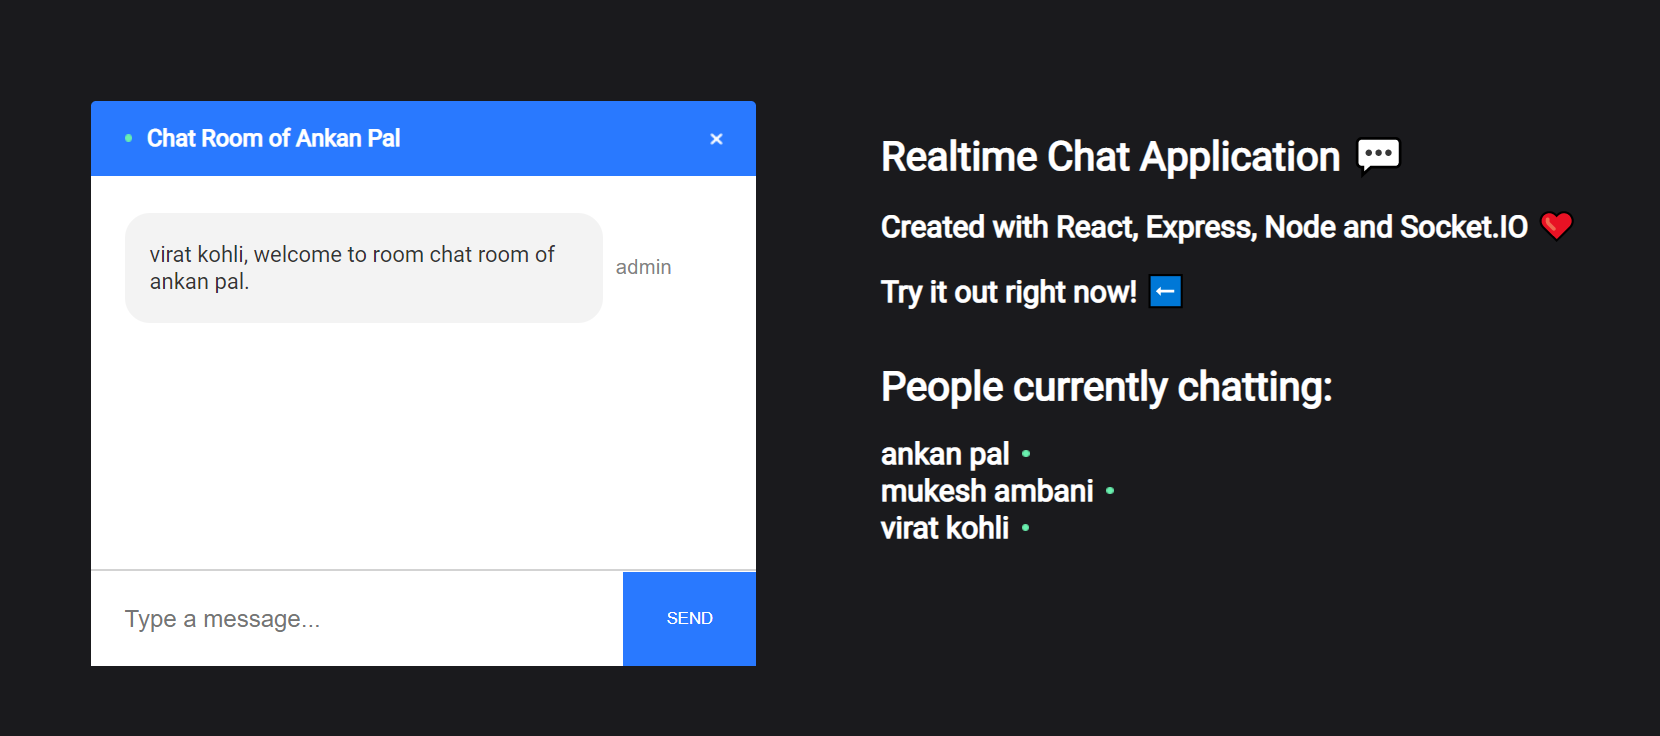 Chat Room of Ankan Pal
virat kohli, welcome to room chat room of
ankan pal.
admin
Type a message...
SEND
Realtime Chat Application 💬
Created with React, Express, Node and Socket.IO ❤️
Try it out right now! ⬅️
People currently chatting:
ankan pal
mukesh ambani
virat kohli